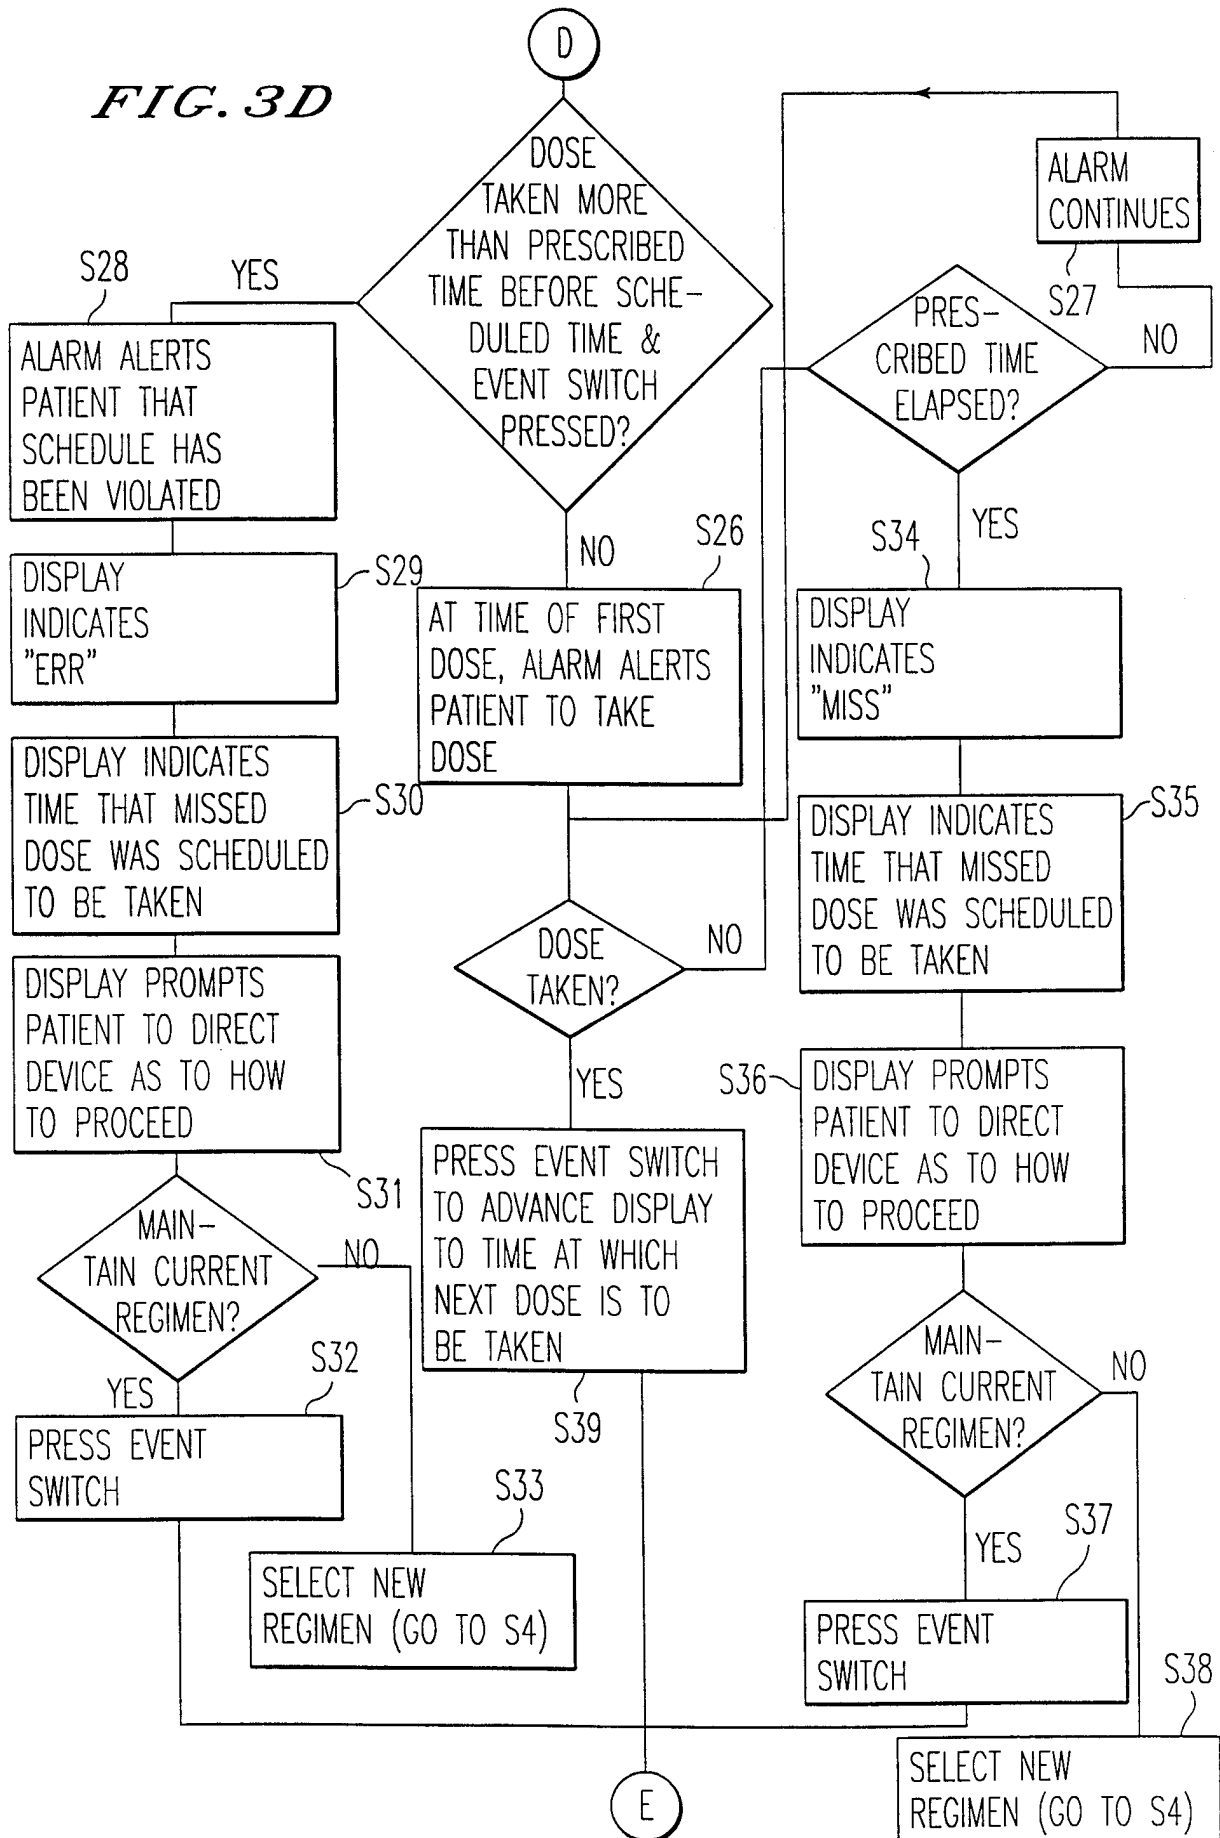 D
FIG. 3D
DOSE
TAKEN MORE
THAN PRESCRIBED
TIME BEFORE SCHE-
DULED TIME &
EVENT SWITCH
PRESSED?
YES
S28
ALARM ALERTS
PATIENT THAT
SCHEDULE HAS
BEEN VIOLATED
DISPLAY
INDICATES
"ERR"
S29
DISPLAY INDICATES
TIME THAT MISSED
DOSE WAS SCHEDULED
TO BE TAKEN
S30
DISPLAY PROMPTS
PATIENT TO DIRECT
DEVICE AS TO HOW
TO PROCEED
S31
MAIN-
TAIN CURRENT
REGIMEN?
NO
YES
S32
PRESS EVENT
SWITCH
S33
SELECT NEW
REGIMEN (GO TO S4)
NO
S26
AT TIME OF FIRST
DOSE, ALARM ALERTS
PATIENT TO TAKE
DOSE
DOSE
TAKEN?
NO
YES
PRESS EVENT SWITCH
TO ADVANCE DISPLAY
TO TIME AT WHICH
NEXT DOSE IS TO
BE TAKEN
S39
ALARM
CONTINUES
S27
PRES-
CRIBED TIME
ELAPSED?
NO
YES
S34
DISPLAY
INDICATES
"MISS"
S35
DISPLAY INDICATES
TIME THAT MISSED
DOSE WAS SCHEDULED
TO BE TAKEN
S36
DISPLAY PROMPTS
PATIENT TO DIRECT
DEVICE AS TO HOW
TO PROCEED
MAIN-
TAIN CURRENT
REGIMEN?
NO
YES
S37
PRESS EVENT
SWITCH
S38
SELECT NEW
REGIMEN (GO TO S4)
E